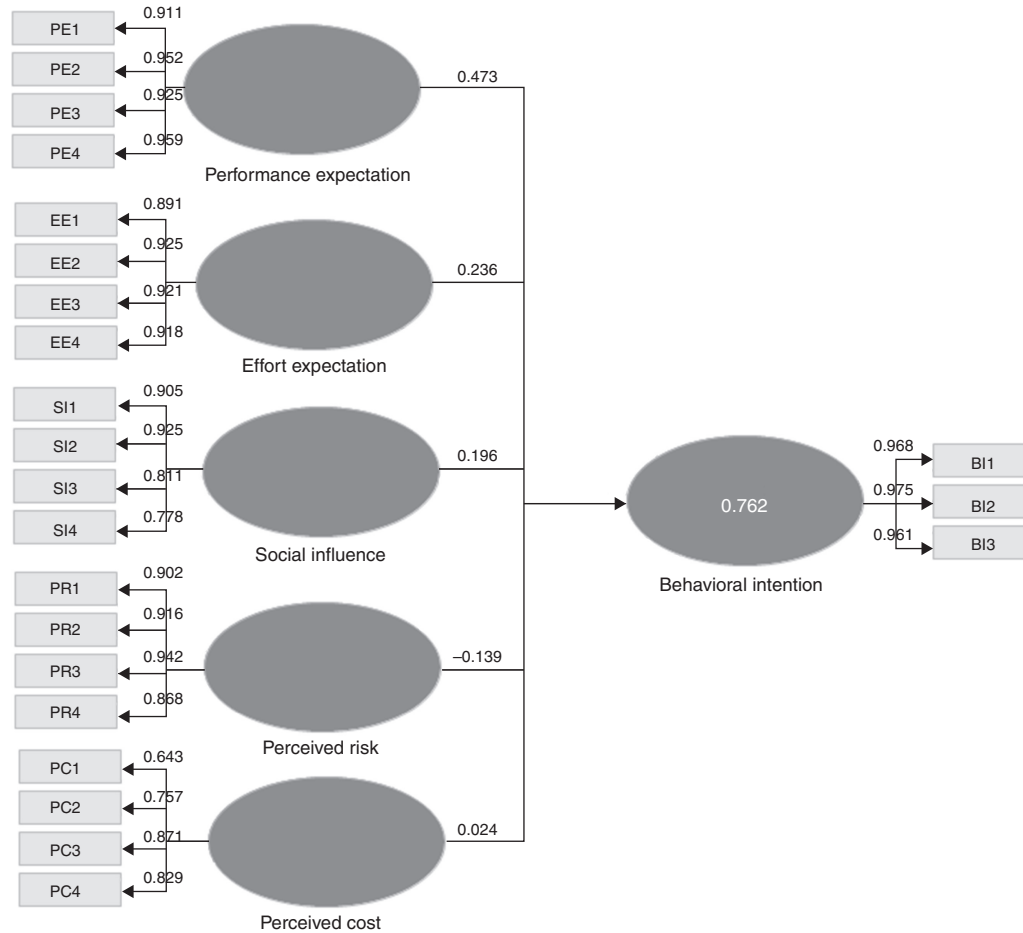 PE1
0.911
PE2
0.952
PE3
0.925
PE4
0.959
0.473
Performance expectation
EE1
0.891
EE2
0.925
EE3
0.921
EE4
0.918
0.236
Effort expectation
SI1
0.905
SI2
0.925
SI3
0.811
SI4
0.778
0.196
Social influence
PR1
0.902
PR2
0.916
PR3
0.942
PR4
0.868
–0.139
Perceived risk
PC1
0.643
PC2
0.757
PC3
0.871
PC4
0.829
0.024
Perceived cost
0.762
Behavioral intention
0.968
BI1
0.975
BI2
0.961
BI3